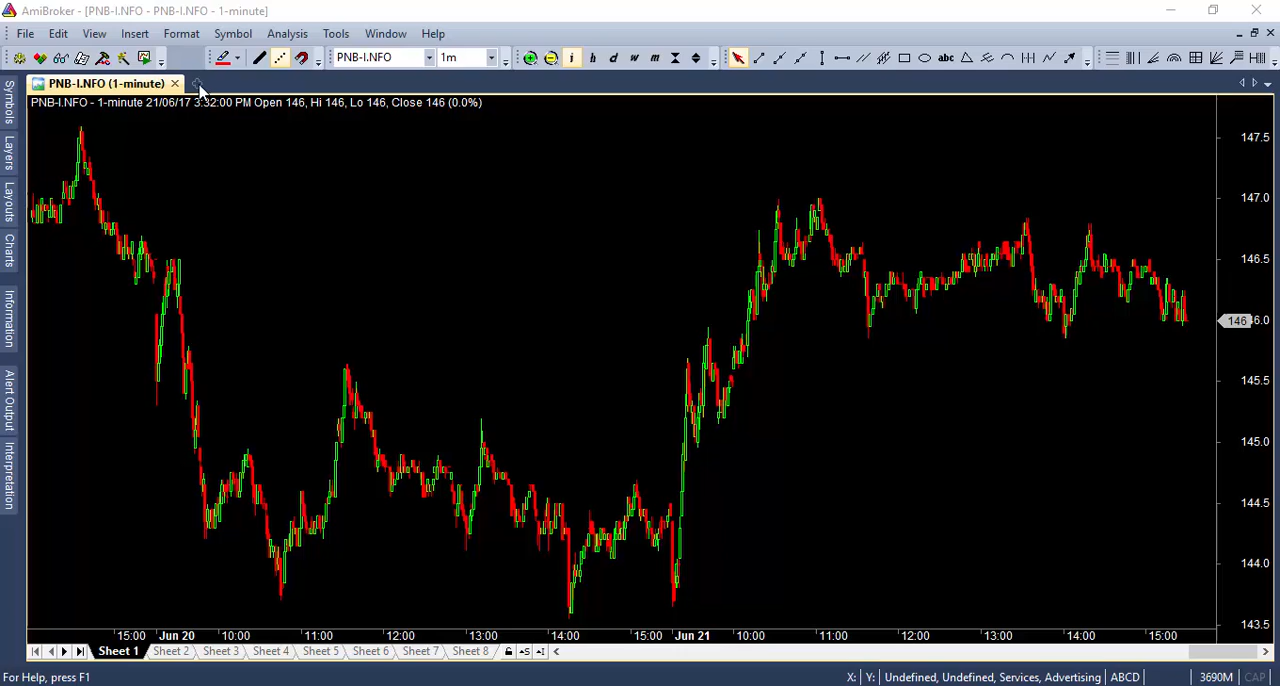 AmiBroker - [PNB-I.NFO - PNB-I.NFO - 1-minute]
File Edit View Insert Format Symbol Analysis Tools Window Help
PNB-I.NFO 1m i h d w m abc
PNB-I.NFO (1-minute)
PNB-I.NFO - 1-minute 21/06/17 3:32:00 PM Open 146, Hi 146, Lo 146, Close 146 (0.0%)
Symbols
Layers
Layouts
Charts
Information
Alert Output
Interpretation
147.5
147.0
146.5
146 46.0
145.5
145.0
144.5
144.0
143.5
15:00 Jun 20 10:00 11:00 12:00 13:00 14:00 15:00 Jun 21 10:00 11:00 12:00 13:00 14:00 15:00
Sheet 1 Sheet 2 Sheet 3 Sheet 4 Sheet 5 Sheet 6 Sheet 7 Sheet 8 S I
For Help, press F1 X: Y: Undefined, Undefined, Services, Advertising ABCD 3690M CAP